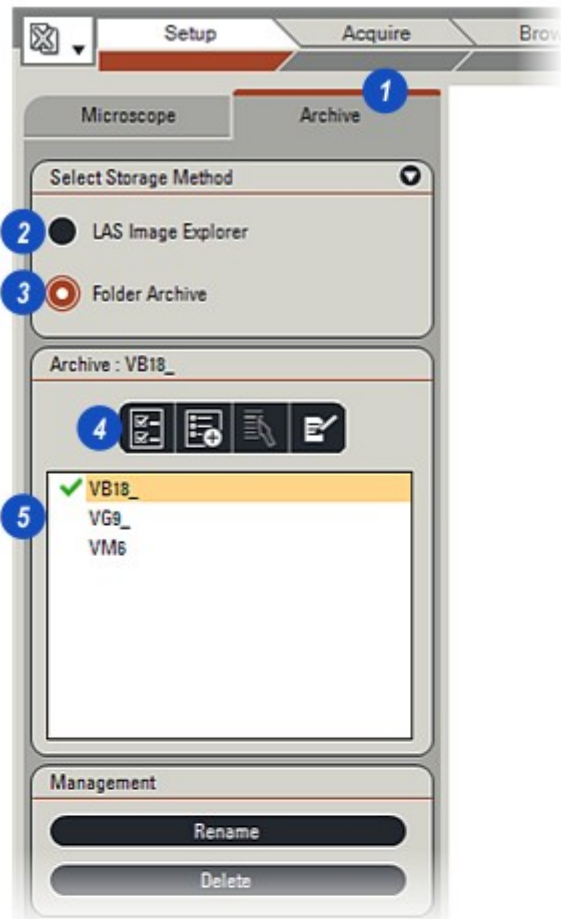 Setup Acquire Brow
1
Microscope Archive
Select Storage Method
2 LAS Image Explorer
3 Folder Archive
Archive : VB18_
4
VB18_
5 VG9_
VM6
Management
Rename
Delete